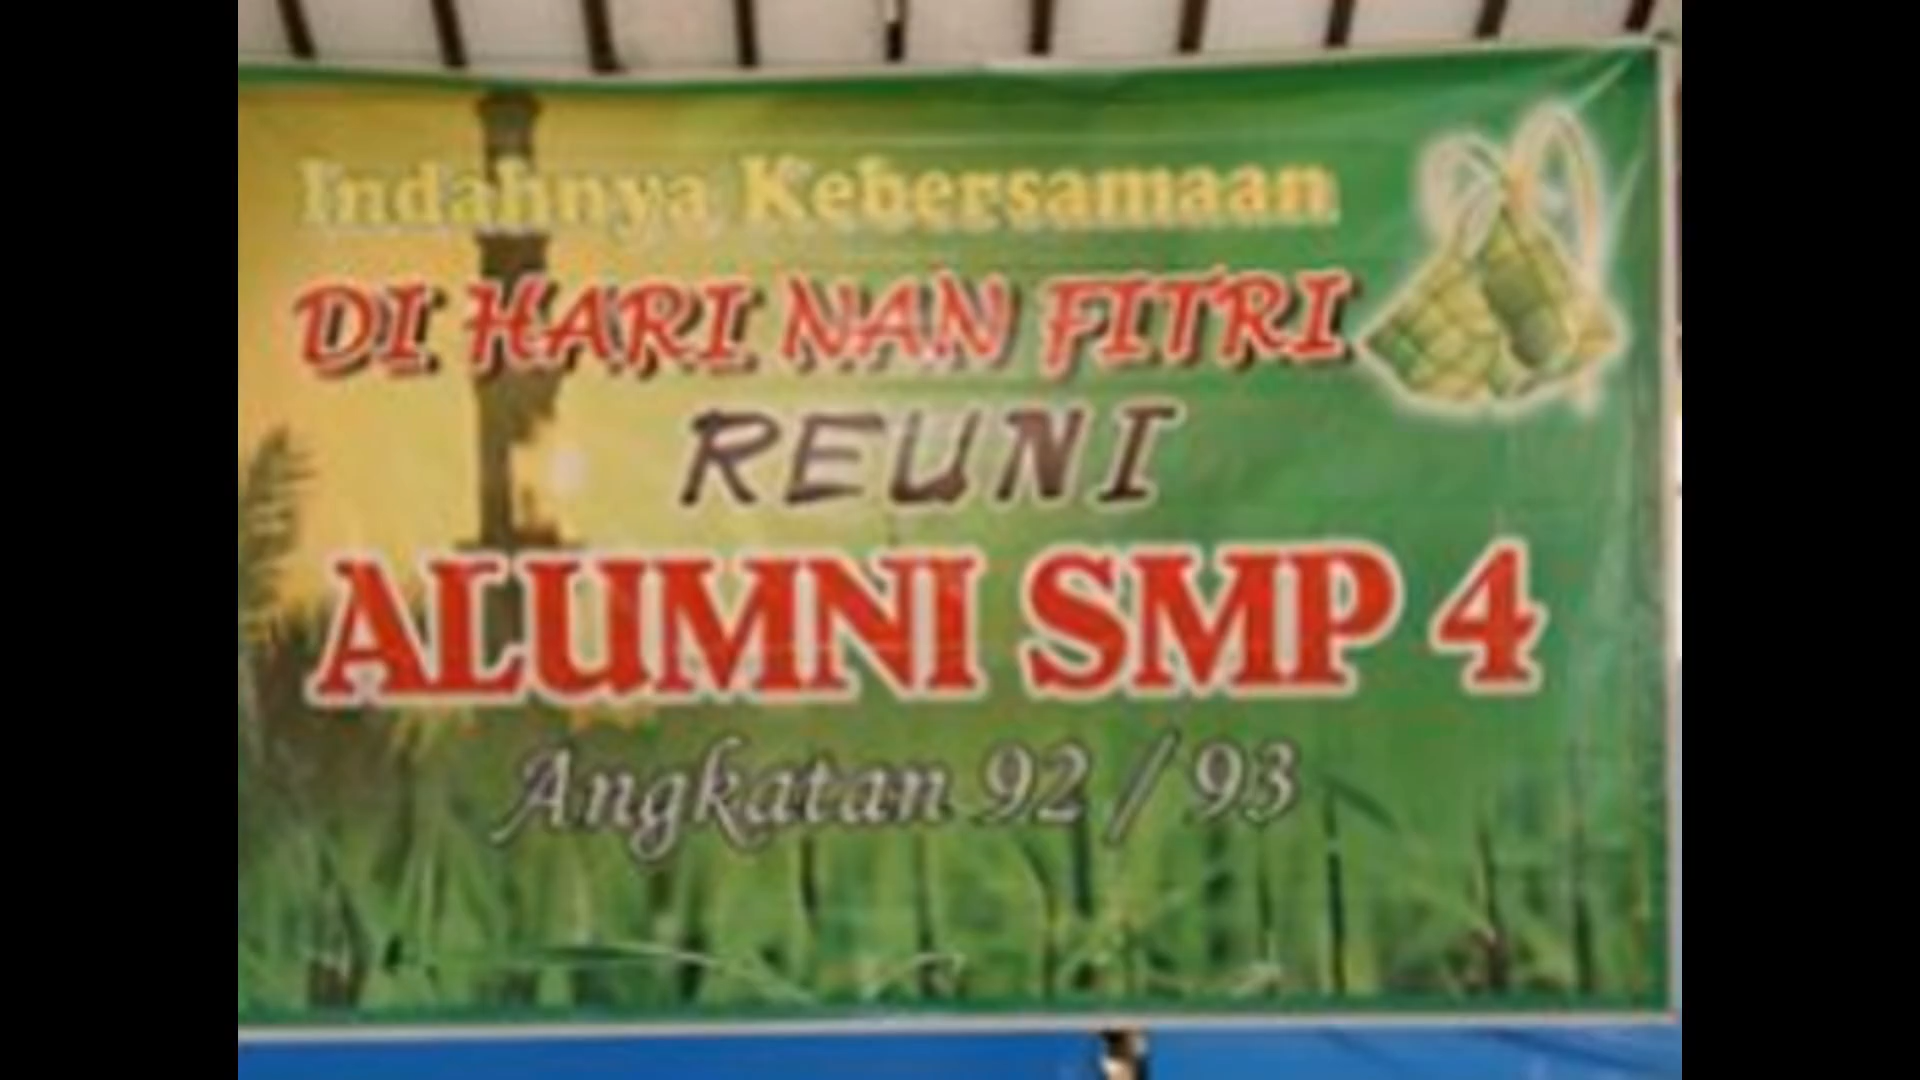 Indahnya Kebersamaan
DI HARI NAN FITRI
REUNI
ALUMNI SMP 4
Angkatan 92 / 93